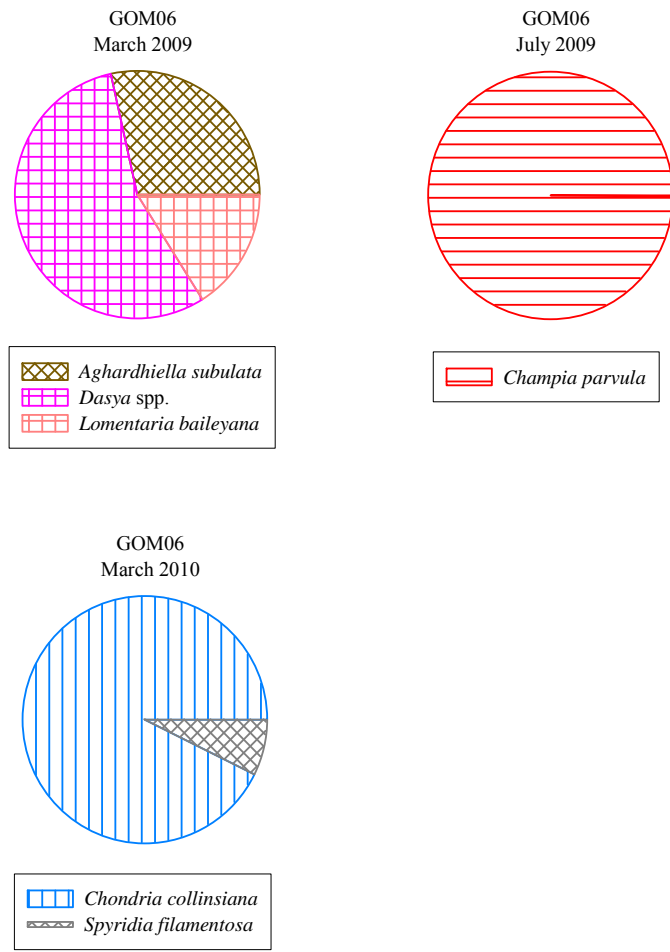 GOM06
March 2009
Aghardhiella subulata
Dasya spp.
Lomentaria baileyana
GOM06
July 2009
Champia parvula
GOM06
March 2010
Chondria collinsiana
Spyridia filamentosa